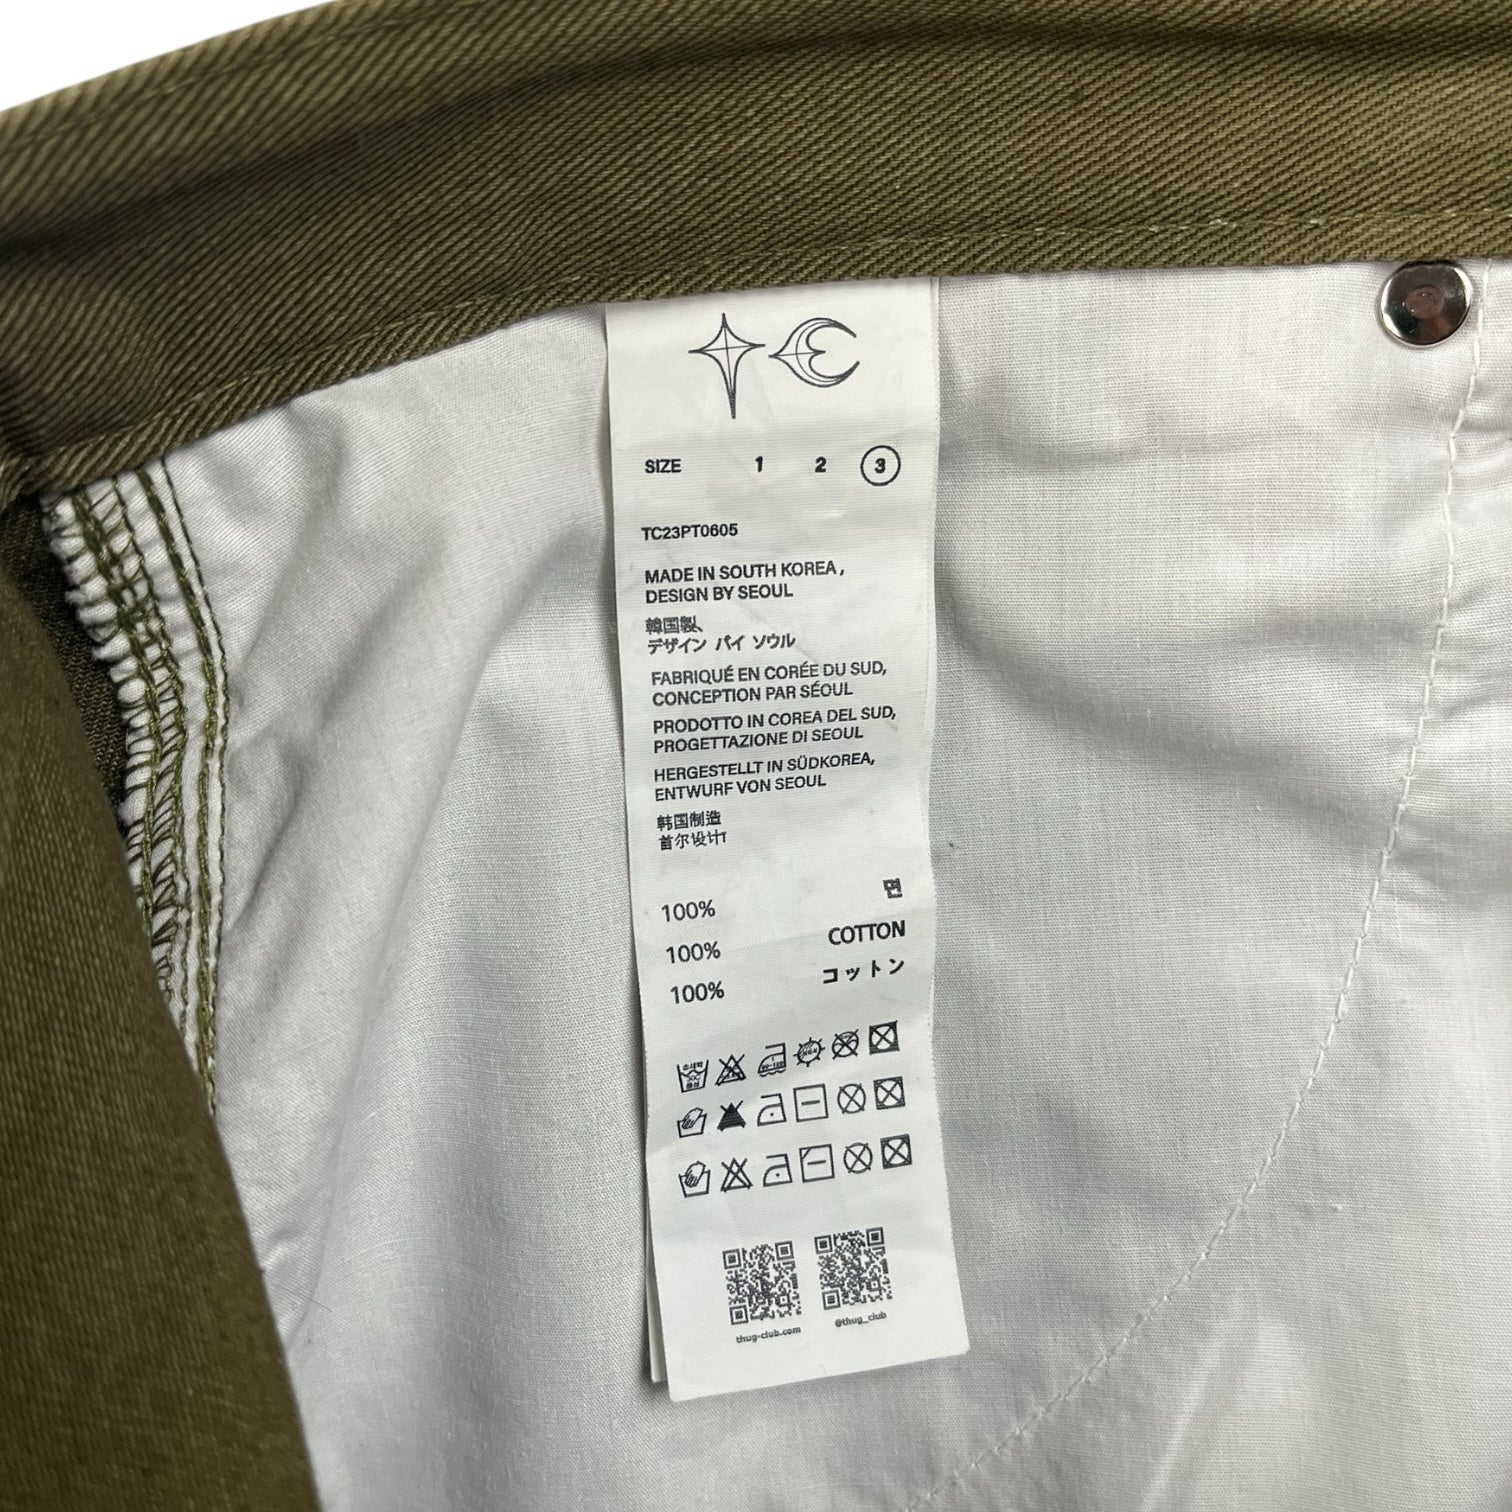 SIZE 1 2 3
TC23PT0605
MADE IN SOUTH KOREA,
DESIGN BY SEOUL
韓国製、
デザイン バイ ソウル
FABRIQUÉ EN CORÉE DU SUD,
CONCEPTION PAR SÉOUL
PRODOTTO IN COREA DEL SUD,
PROGETTAZIONE DI SEOUL
HERGESTELLT IN SÜDKOREA,
ENTWURF VON SEOUL
韩国制造
首尔设计
100% 면
100% COTTON
100% コットン
thug-club.com @thug_club